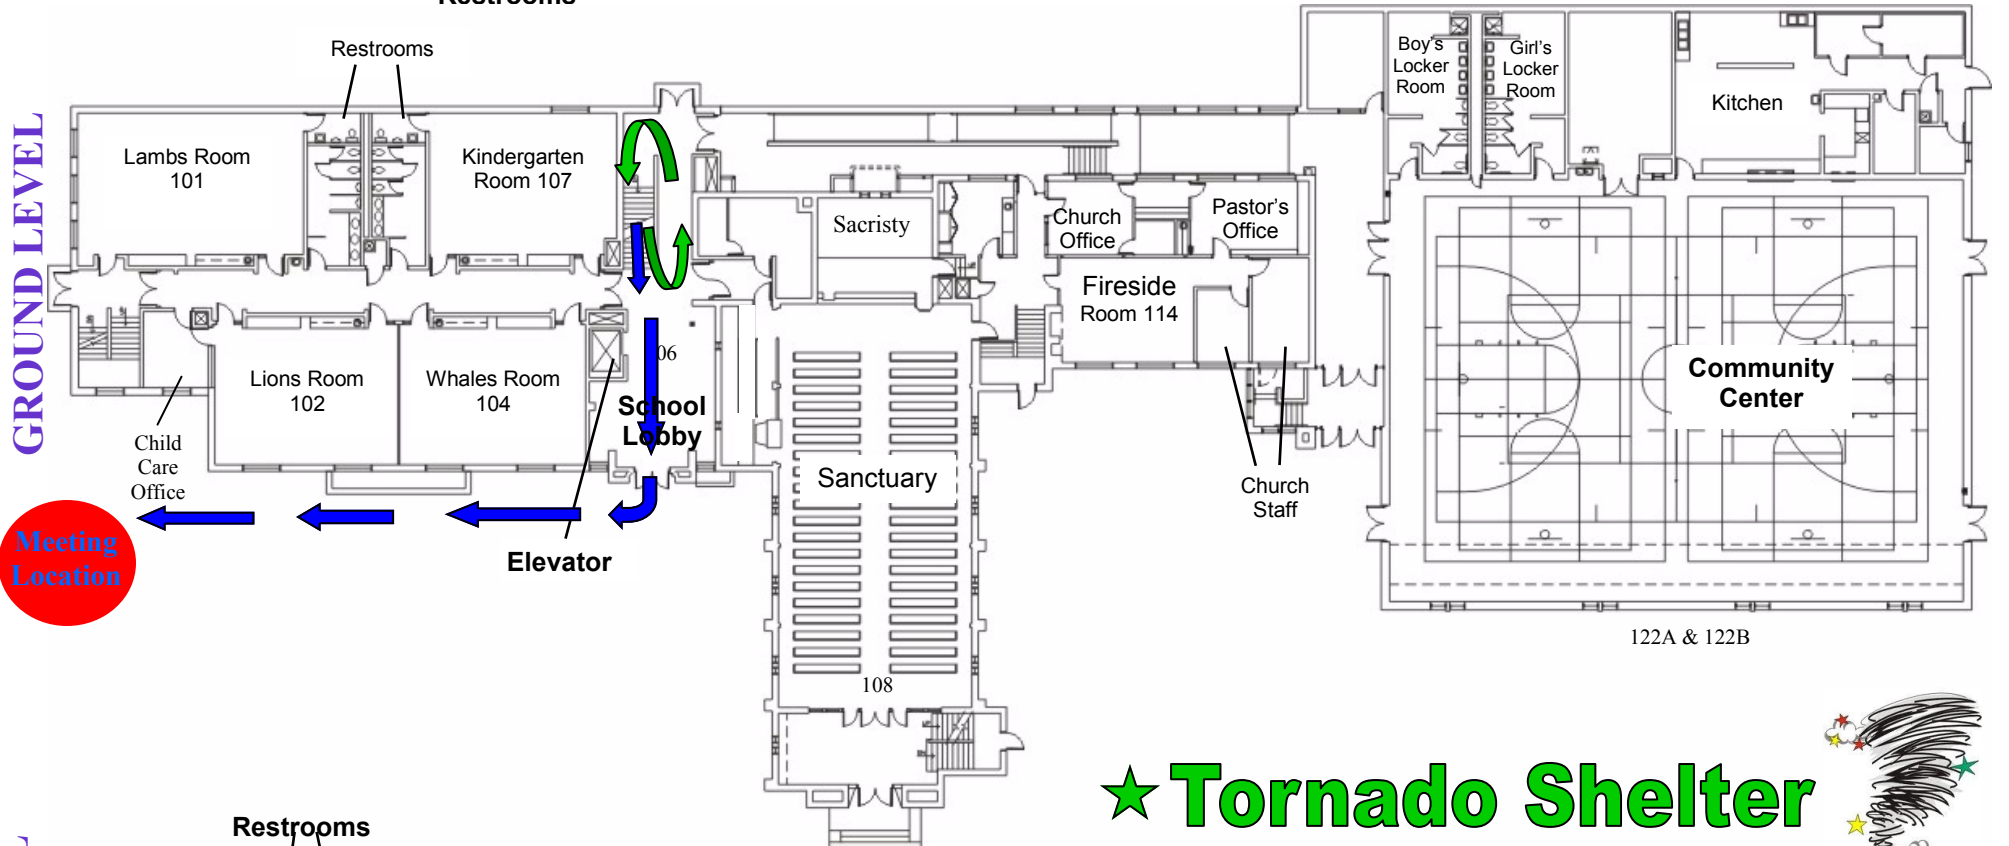 Restrooms
Restrooms
GROUND LEVEL
Lambs Room
101
Kindergarten
Room 107
Sacristy
Church
Office
Pastor's
Office
Boy's
Locker
Room
Girl's
Locker
Room
Kitchen
Fireside
Room 114
Lions Room
102
Whales Room
104
06
School
Lobby
Child
Care
Office
Community
Center
Sanctuary
Church
Staff
Meeting
Location
Elevator
122A & 122B
108
Tornado Shelter
Restrooms